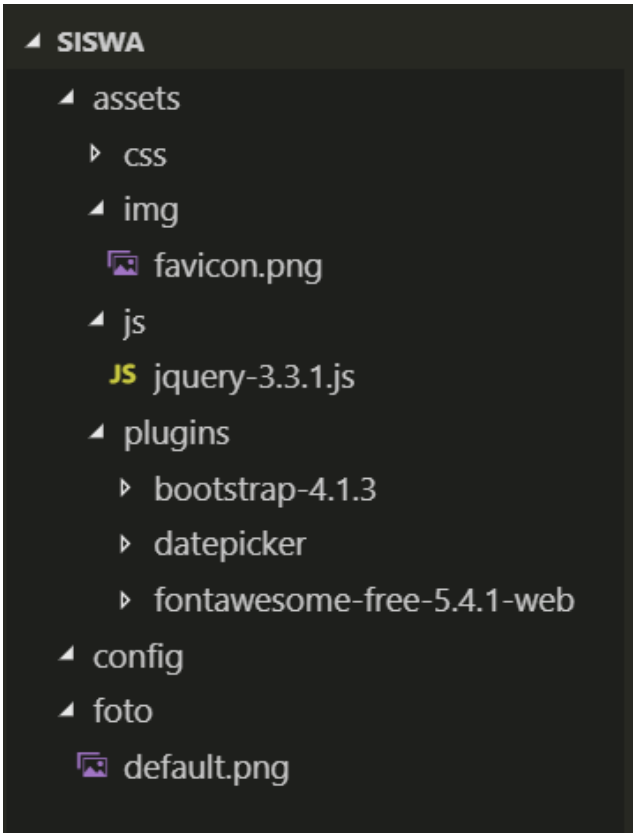 SISWA
assets
css
img
favicon.png
js
JS jquery-3.3.1.js
plugins
bootstrap-4.1.3
datepicker
fontawesome-free-5.4.1-web
config
foto
default.png